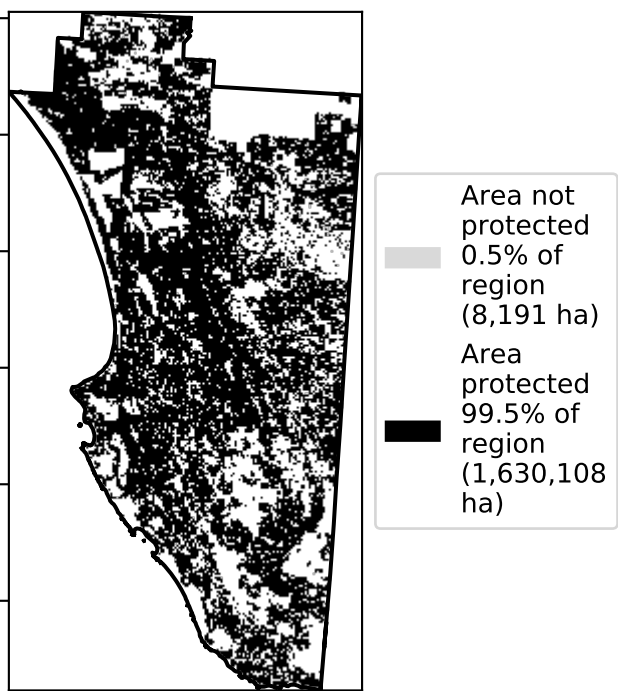 Area not
protected
0.5% of
region
(8,191 ha)
Area
protected
99.5% of
region
(1,630,108
ha)